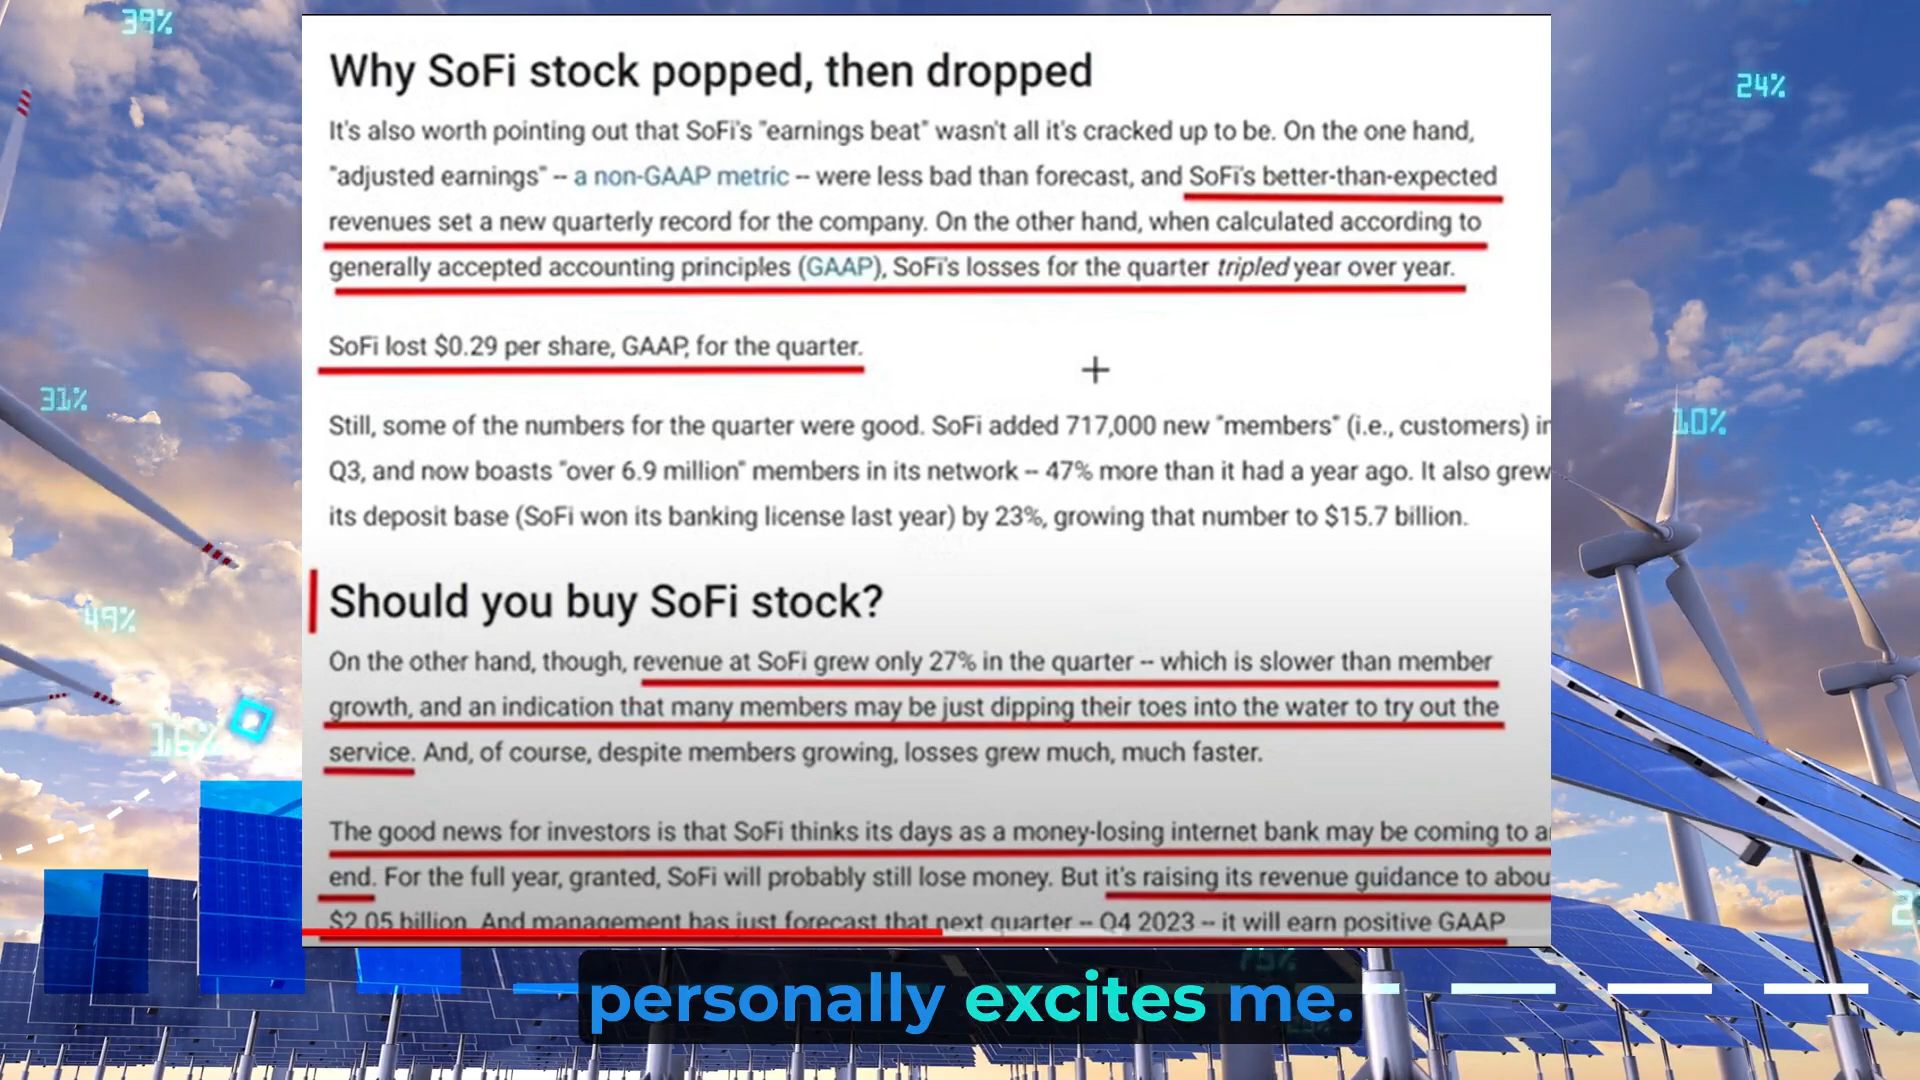 39%
24%
31%
10%
49%
16%
Why SoFi stock popped, then dropped
It's also worth pointing out that SoFi's "earnings beat" wasn't all it's cracked up to be. On the one hand,
"adjusted earnings" -- a non-GAAP metric -- were less bad than forecast, and SoFi's better-than-expected
revenues set a new quarterly record for the company. On the other hand, when calculated according to
generally accepted accounting principles (GAAP), SoFi's losses for the quarter tripled year over year.
SoFi lost $0.29 per share, GAAP, for the quarter.
Still, some of the numbers for the quarter were good. SoFi added 717,000 new "members" (i.e., customers) in
Q3, and now boasts "over 6.9 million" members in its network -- 47% more than it had a year ago. It also grew
its deposit base (SoFi won its banking license last year) by 23%, growing that number to $15.7 billion.
Should you buy SoFi stock?
On the other hand, though, revenue at SoFi grew only 27% in the quarter -- which is slower than member
growth, and an indication that many members may be just dipping their toes into the water to try out the
service. And, of course, despite members growing, losses grew much, much faster.
The good news for investors is that SoFi thinks its days as a money-losing internet bank may be coming to a
end. For the full year, granted, SoFi will probably still lose money. But it's raising its revenue guidance to abou
$2.05 billion. And management has just forecast that next quarter -- Q4 2023 -- it will earn positive GAAP
75%
personally excites me.